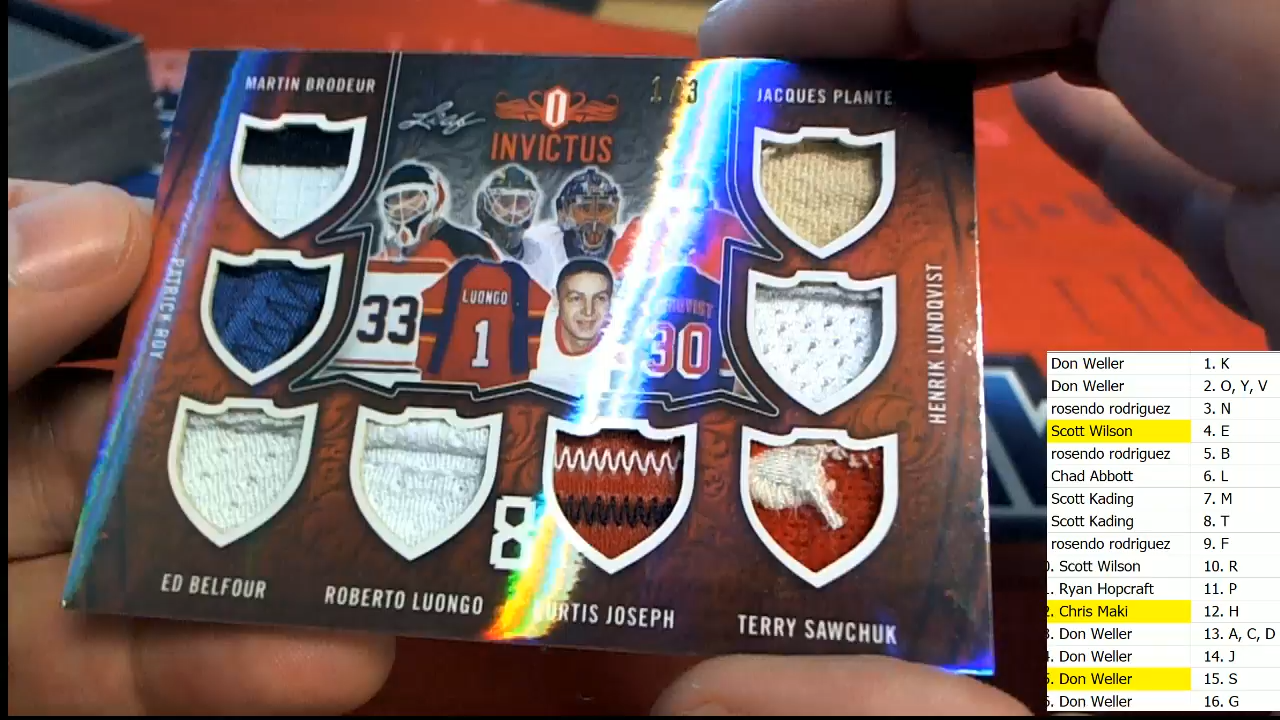 MARTIN BRODEUR
Leaf
INVICTUS
1/3
JACQUES PLANTE
PATRICK ROY
HENRIK LUNDQVIST
33
LUONGO
1
30
8
ED BELFOUR
ROBERTO LUONGO
CURTIS JOSEPH
TERRY SAWCHUK
Don Weller 1. K
Don Weller 2. O, Y, V
rosendo rodriguez 3. N
Scott Wilson 4. E
rosendo rodriguez 5. B
Chad Abbott 6. L
Scott Kading 7. M
Scott Kading 8. T
rosendo rodriguez 9. F
Scott Wilson 10. R
Ryan Hopcraft 11. P
Chris Maki 12. H
Don Weller 13. A, C, D
Don Weller 14. J
Don Weller 15. S
Don Weller 16. G